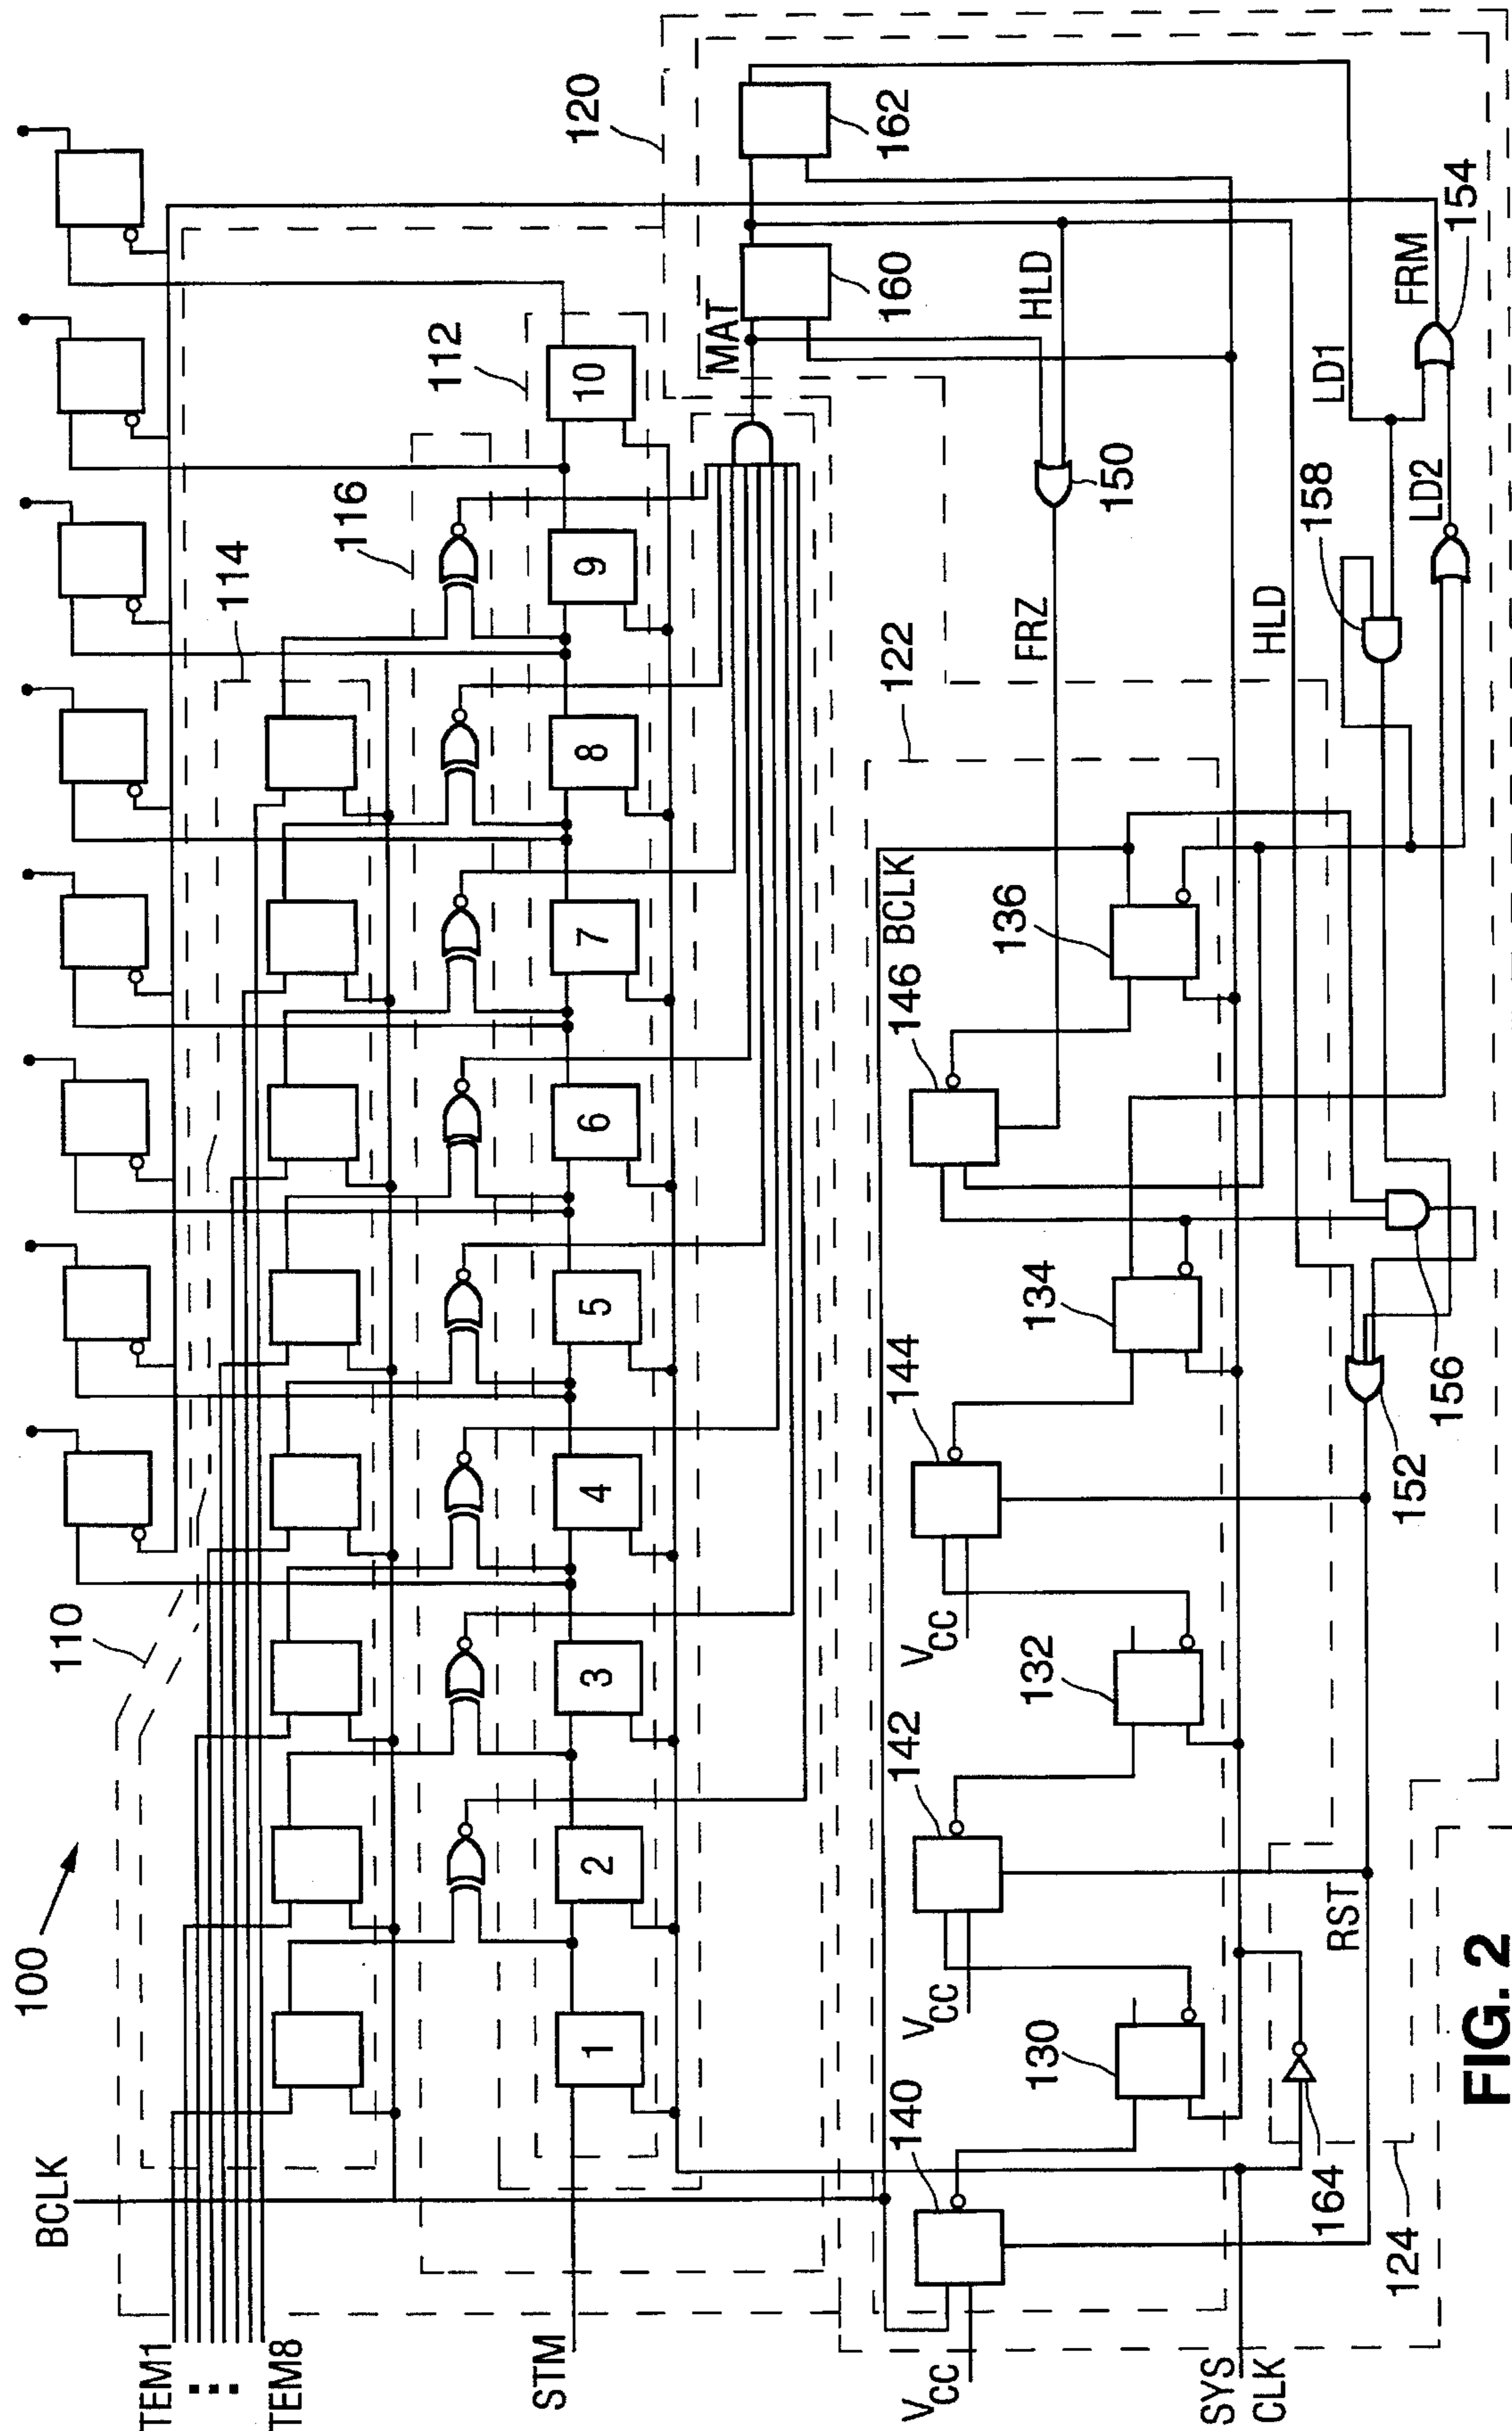 100
BCLK
TEM1
TEM8
110
114
116
112
120
STM
1
2
3
4
5
6
7
8
9
10
MAT
160
162
HLD
150
FRZ
122
BCLK
140
142
144
146
VCC
VCC
VCC
130
132
134
136
HLD
LD1
LD2
FRM
154
158
156
152
RST
164
124
SYS
CLK
FIG. 2